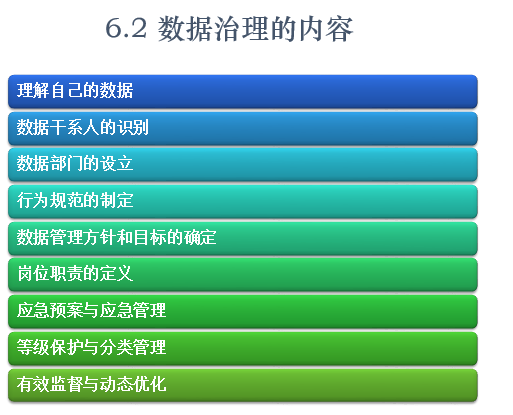 6.2 数据治理的内容
理解自己的数据
数据干系人的识别
数据部门的设立
行为规范的制定
数据管理方针和目标的确定
岗位职责的定义
应急预案与应急管理
等级保护与分类管理
有效监督与动态优化